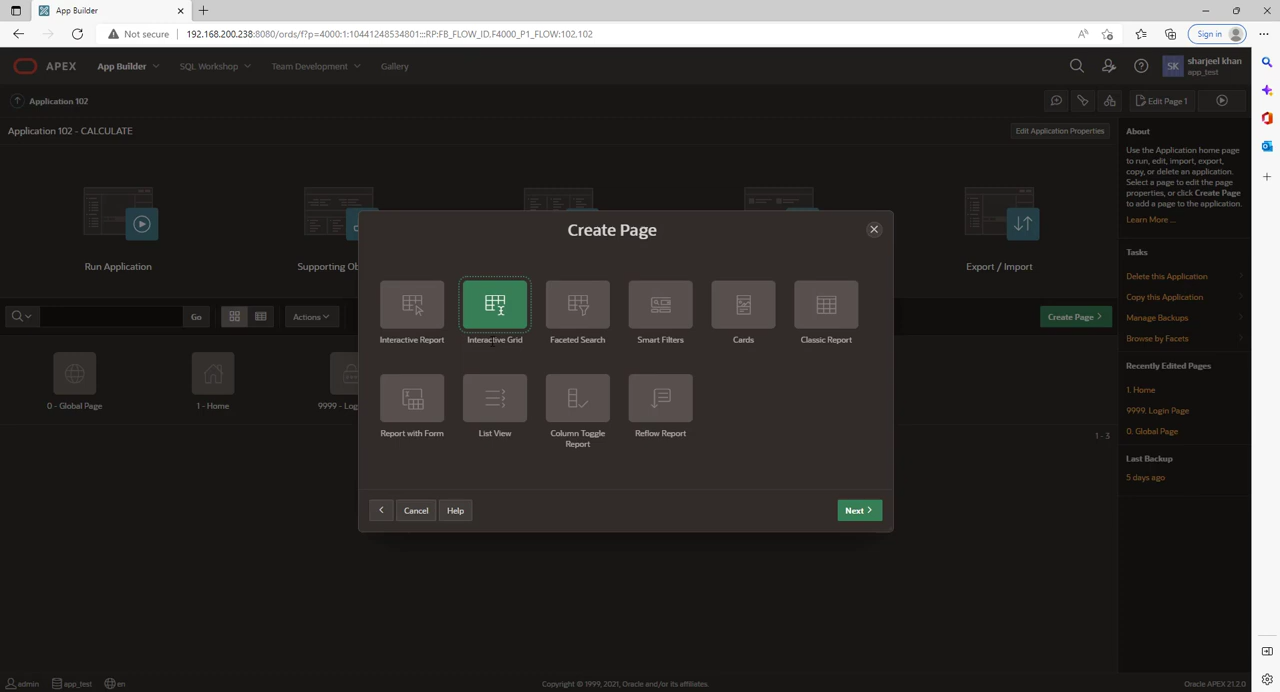 App Builder
Not secure
192.168.200.238:8080/ords/f?p=4000:1:10441248534801:::RP:FB_FLOW_ID,F4000_P1_FLOW:102,102
Sign in
APEX
App Builder
SQL Workshop
Team Development
Gallery
SK
sharjeel khan
app_test
Application 102
Edit Page 1
Application 102 - CALCULATE
Edit Application Properties
About
Use the Application home page
to run, edit, import, export,
copy, or delete an application.
Select a page to edit the page
properties, or click Create Page
to add a page to the application.
Learn More ...
Run Application
Supporting Ob
Export / Import
Create Page
Interactive Report
Interactive Grid
Faceted Search
Smart Filters
Cards
Classic Report
Report with Form
List View
Column Toggle
Report
Reflow Report
Cancel
Help
Next
Tasks
Delete this Application
Copy this Application
Manage Backups
Browse by Facets
Go
Actions
Create Page
0 - Global Page
1 - Home
9999 - Log
1 - 3
Recently Edited Pages
1. Home
9999. Login Page
0. Global Page
Last Backup
5 days ago
admin
app_test
en
Copyright © 1999, 2021, Oracle and/or its affiliates.
Oracle APEX 21.2.0